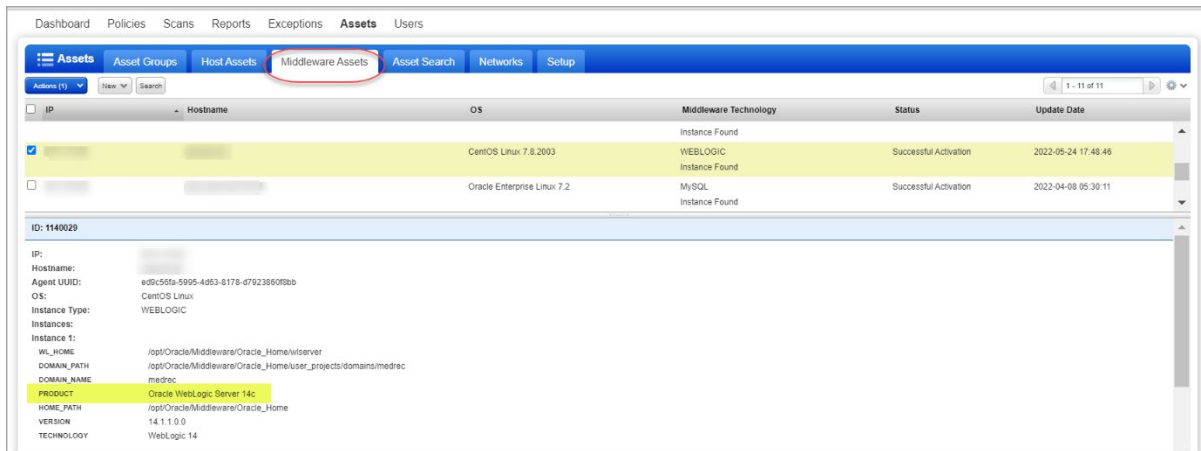 Dashboard Policies Scans Reports Exceptions Assets Users
Assets Asset Groups Host Assets Middleware Assets Asset Search Networks Setup
Actions (1) New Search 1 - 11 of 11
IP Hostname OS Middleware Technology Status Update Date
Instance Found
CentOS Linux 7.8.2003 WEBLOGIC Successful Activation 2022-05-24 17:48:46
Instance Found
Oracle Enterprise Linux 7.2 MySQL Successful Activation 2022-04-08 05:30:11
Instance Found
ID: 1140029
IP:
Hostname:
Agent UUID: ed9c56fa-5995-4d63-8178-d7923860f8bb
OS: CentOS Linux
Instance Type: WEBLOGIC
Instances:
Instance 1:
WL_HOME /opt/Oracle/Middleware/Oracle_Home/wlserver
DOMAIN_PATH /opt/Oracle/Middleware/Oracle_Home/user_projects/domains/medrec
DOMAIN_NAME medrec
PRODUCT Oracle WebLogic Server 14c
HOME_PATH /opt/Oracle/Middleware/Oracle_Home
VERSION 14.1.1.0.0
TECHNOLOGY WebLogic 14